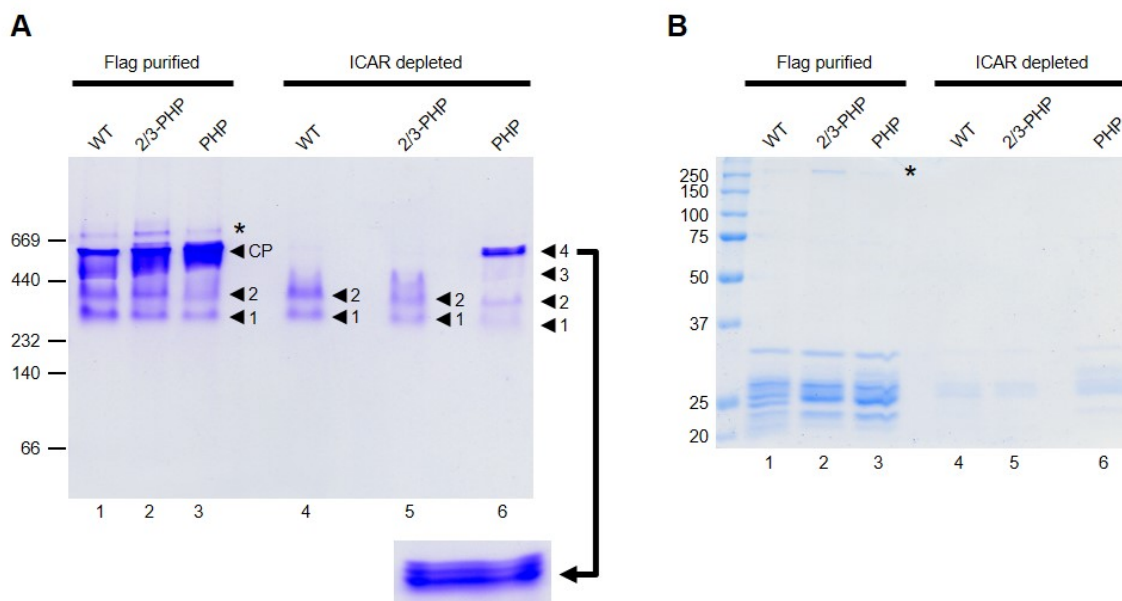 A
Flag purified
ICAR depleted
WT
2/3-PHP
PHP
WT
2/3-PHP
PHP
669
440
232
140
66
*
CP
2
1
2
1
2
1
4
3
2
1
1 2 3 4 5 6
B
Flag purified
ICAR depleted
WT
2/3-PHP
PHP
WT
2/3-PHP
PHP
250
150
100
75
50
37
25
20
*
1 2 3 4 5 6